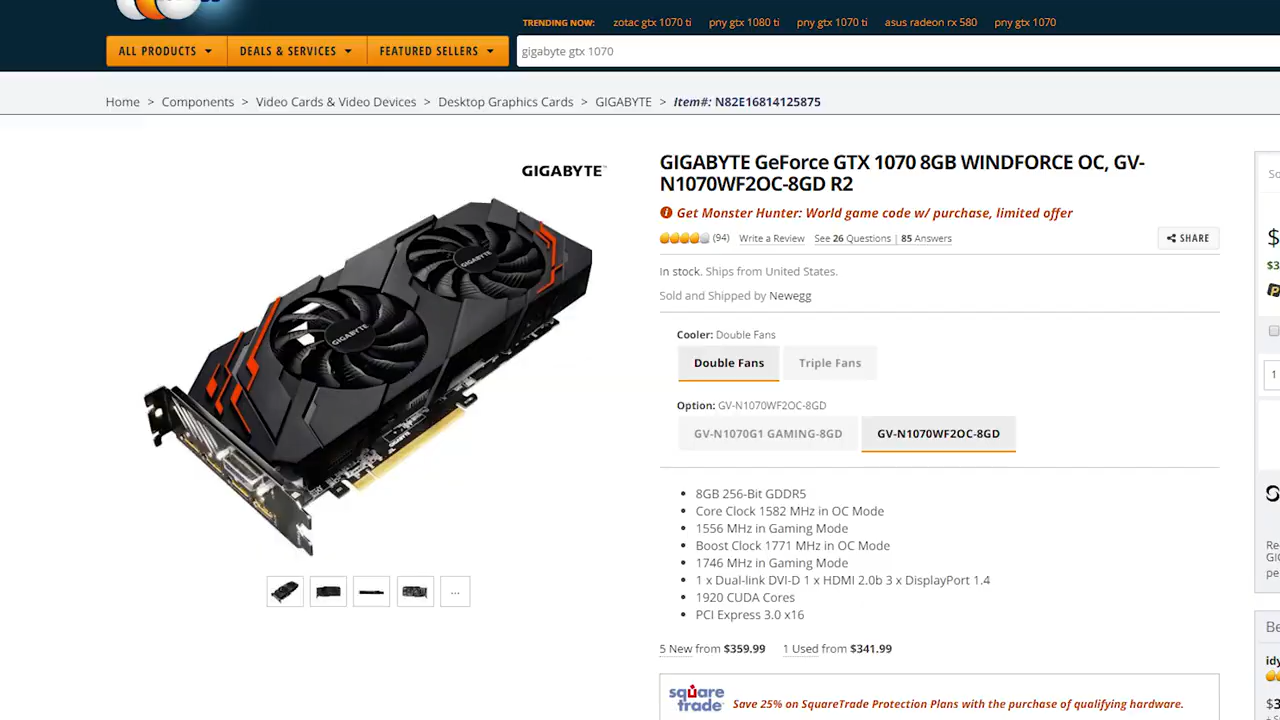 TRENDING NOW: zotac gtx 1070 ti pny gtx 1080 ti pny gtx 1070 ti asus radeon rx 580 pny gtx 1070
ALL PRODUCTS DEALS & SERVICES FEATURED SELLERS gigabyte gtx 1070
Home > Components > Video Cards & Video Devices > Desktop Graphics Cards > GIGABYTE > Item#: N82E16814125875
GIGABYTE
GIGABYTE
GIGABYTE
GIGABYTE GeForce GTX 1070 8GB WINDFORCE OC, GV-
N1070WF2OC-8GD R2
Get Monster Hunter: World game code w/ purchase, limited offer
(94) Write a Review See 26 Questions | 85 Answers
SHARE
In stock. Ships from United States.
Sold and Shipped by Newegg
Cooler: Double Fans
Double Fans Triple Fans
Option: GV-N1070WF2OC-8GD
GV-N1070G1 GAMING-8GD GV-N1070WF2OC-8GD
• 8GB 256-Bit GDDR5
• Core Clock 1582 MHz in OC Mode
• 1556 MHz in Gaming Mode
• Boost Clock 1771 MHz in OC Mode
• 1746 MHz in Gaming Mode
• 1 x Dual-link DVI-D 1 x HDMI 2.0b 3 x DisplayPort 1.4
• 1920 CUDA Cores
• PCI Express 3.0 x16
...
5 New from $359.99 1 Used from $341.99
square
trade
Save 25% on SquareTrade Protection Plans with the purchase of qualifying hardware.
$
1